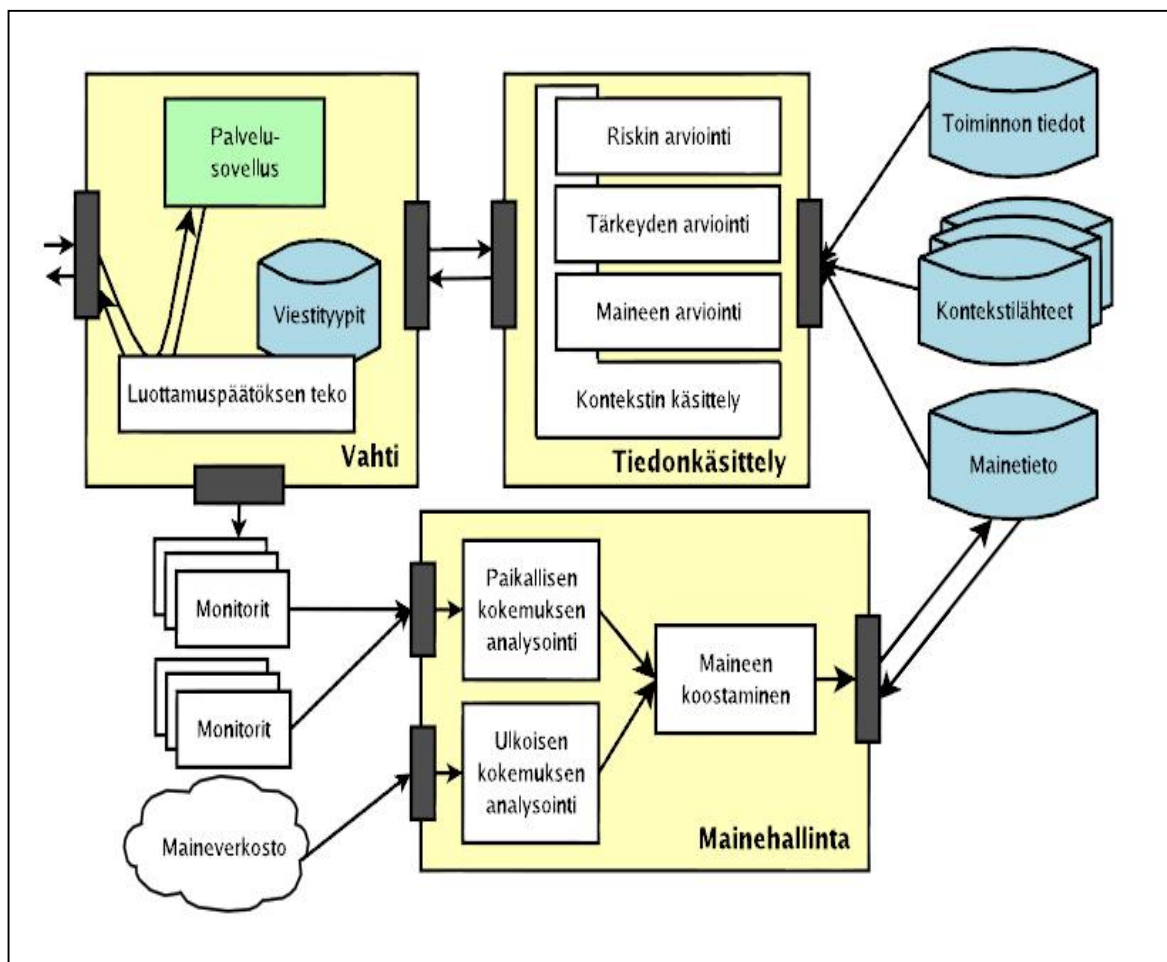 Palvelu-
sovellus
Viestityypit
Luottamuspäätöksen teko
Vahti
Riskin arviointi
Tärkeyden arviointi
Maineen arviointi
Kontekstin käsittely
Tiedonkäsittely
Toiminnon tiedot
Kontekstilähteet
Mainetieto
Monitorit
Monitorit
Maineverkosto
Paikallisen
kokemuksen
analysointi
Ulkoisen
kokemuksen
analysointi
Maineen
koostaminen
Mainehallinta